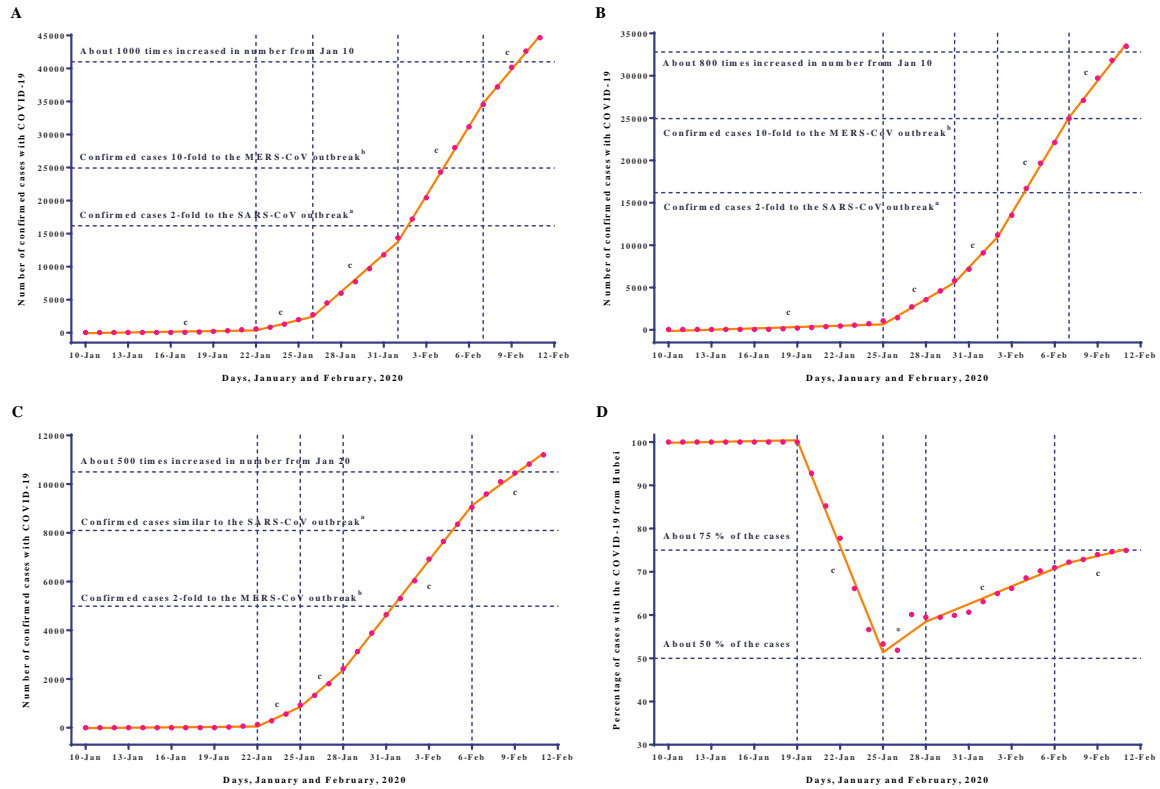 A
Number of confirmed cases with COVID-19
45000
40000
35000
30000
25000
20000
15000
10000
5000
0
About 1000 times increased in number from Jan 10
Confirmed cases 10-fold to the MERS-CoV outbreakᵇ
Confirmed cases 2-fold to the SARS-CoV outbreakᵃ
c
c
c
c
c
10-Jan 13-Jan 16-Jan 19-Jan 22-Jan 25-Jan 28-Jan 31-Jan 3-Feb 6-Feb 9-Feb 12-Feb
Days, January and February, 2020
B
Number of confirmed cases with COVID-19
35000
30000
25000
20000
15000
10000
5000
0
About 800 times increased in number from Jan 10
Confirmed cases 10-fold to the MERS-CoV outbreakᵇ
Confirmed cases 2-fold to the SARS-CoV outbreakᵃ
c
c
c
c
c
10-Jan 13-Jan 16-Jan 19-Jan 22-Jan 25-Jan 28-Jan 31-Jan 3-Feb 6-Feb 9-Feb 12-Feb
Days, January and February, 2020
C
Number of confirmed cases with COVID-19
12000
10000
8000
6000
4000
2000
0
About 500 times increased in number from Jan 20
Confirmed cases similar to the SARS-CoV outbreakᵃ
Confirmed cases 2-fold to the MERS-CoV outbreakᵇ
c
c
c
c
10-Jan 13-Jan 16-Jan 19-Jan 22-Jan 25-Jan 28-Jan 31-Jan 3-Feb 6-Feb 9-Feb 12-Feb
Days, January and February, 2020
D
Percentage of cases with the COVID-19 from Hubei
100
90
80
70
60
50
40
30
About 75 % of the cases
About 50 % of the cases
c
*
c
c
10-Jan 13-Jan 16-Jan 19-Jan 22-Jan 25-Jan 28-Jan 31-Jan 3-Feb 6-Feb 9-Feb 12-Feb
Days, January and February, 2020